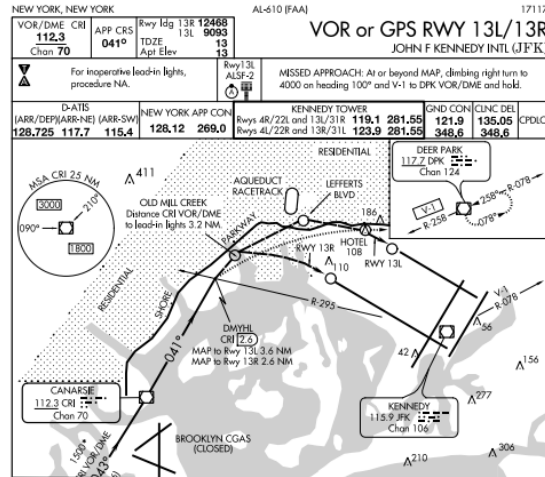 NEW YORK, NEW YORK
AL-610 (FAA)
17117
VOR/DME CRI
112.3
Chan 70
APP CRS
041°
Rwy ldg 13R 12468
13L 9093
TDZE 13
Apt Elev 13
VOR or GPS RWY 13L/13R
JOHN F KENNEDY INTL (JFK)
For inoperative lead-in lights,
procedure NA.
Rwy13L
ALSF-2
MISSED APPROACH: At or beyond MAP, climbing right turn to
4000 on heading 100° and V-1 to DPK VOR/DME and hold.
D-ATIS
(ARR/DEP)(ARR-NE) (ARR-SW)
128.725 117.7 115.4
NEW YORK APP CON
128.12 269.0
KENNEDY TOWER
Rwys 4R/22L and 13L/31R 119.1 281.55
Rwys 4L/22R and 13R/31L 123.9 281.55
GND CON
121.9
348.6
CLNC DEL
135.05
348.6
CPDLC
MSA CRI 25 NM
3000
210°
090°
1800
411
RESIDENTIAL
DEER PARK
117.7 DPK
Chan 124
R-078
258°
078°
V-1
R-258
AQUEDUCT
RACETRACK
LEFFERTS
BLVD
OLD MILL CREEK
Distance CRI VOR/DME
to lead-in lights 3.2 NM.
PARKWAY
186
HOTEL
10B
RWY 13L
RWY 13R
110
RESIDENTIAL
SHORE
R-295
V-1
R-078
DMYHL
CRI 2.6
MAP to Rwy 13L 3.6 NM
MAP to Rwy 13R 2.6 NM
041°
56
42
156
CANARSIE
112.3 CRI
Chan 70
KENNEDY
115.9 JFK
Chan 106
277
BROOKLYN CGAS
(CLOSED)
1500°
043°
CRI VOR/DME
210
306